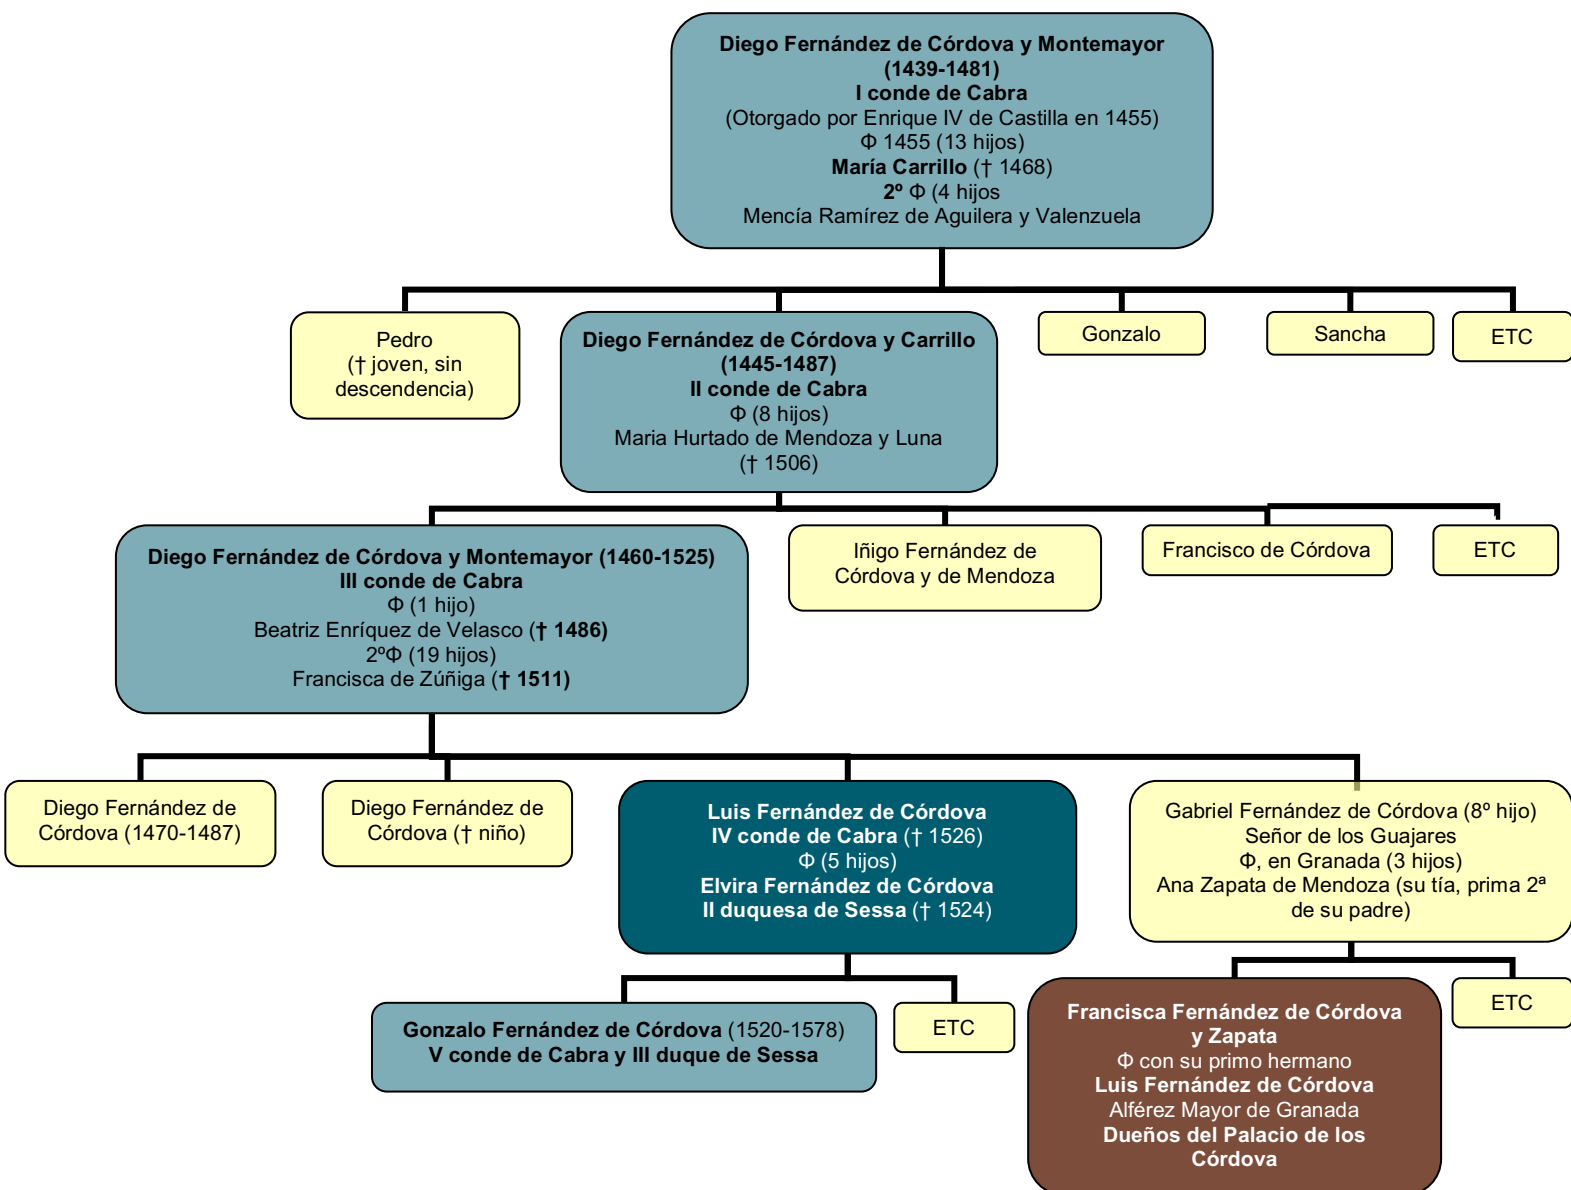 Diego Fernández de Córdova y Montemayor
(1439-1481)
I conde de Cabra
(Otorgado por Enrique IV de Castilla en 1455)
Φ 1455 (13 hijos)
María Carrillo († 1468)
2º Φ (4 hijos
Mencía Ramírez de Aguilera y Valenzuela
Pedro
(† joven, sin
descendencia)
Diego Fernández de Córdova y Carrillo
(1445-1487)
II conde de Cabra
Φ (8 hijos)
Maria Hurtado de Mendoza y Luna
(† 1506)
Gonzalo
Sancha
ETC
Diego Fernández de Córdova y Montemayor (1460-1525)
III conde de Cabra
Φ (1 hijo)
Beatriz Enríquez de Velasco († 1486)
2ºΦ (19 hijos)
Francisca de Zúñiga († 1511)
Iñigo Fernández de
Córdova y de Mendoza
Francisco de Córdova
ETC
Diego Fernández de
Córdova (1470-1487)
Diego Fernández de
Córdova († niño)
Luis Fernández de Córdova
IV conde de Cabra († 1526)
Φ (5 hijos)
Elvira Fernández de Córdova
II duquesa de Sessa († 1524)
Gabriel Fernández de Córdova (8º hijo)
Señor de los Guajares
Φ, en Granada (3 hijos)
Ana Zapata de Mendoza (su tía, prima 2ª
de su padre)
Gonzalo Fernández de Córdova (1520-1578)
V conde de Cabra y III duque de Sessa
ETC
Francisca Fernández de Córdova
y Zapata
Φ con su primo hermano
Luis Fernández de Córdova
Alférez Mayor de Granada
Dueños del Palacio de los
Córdova
ETC